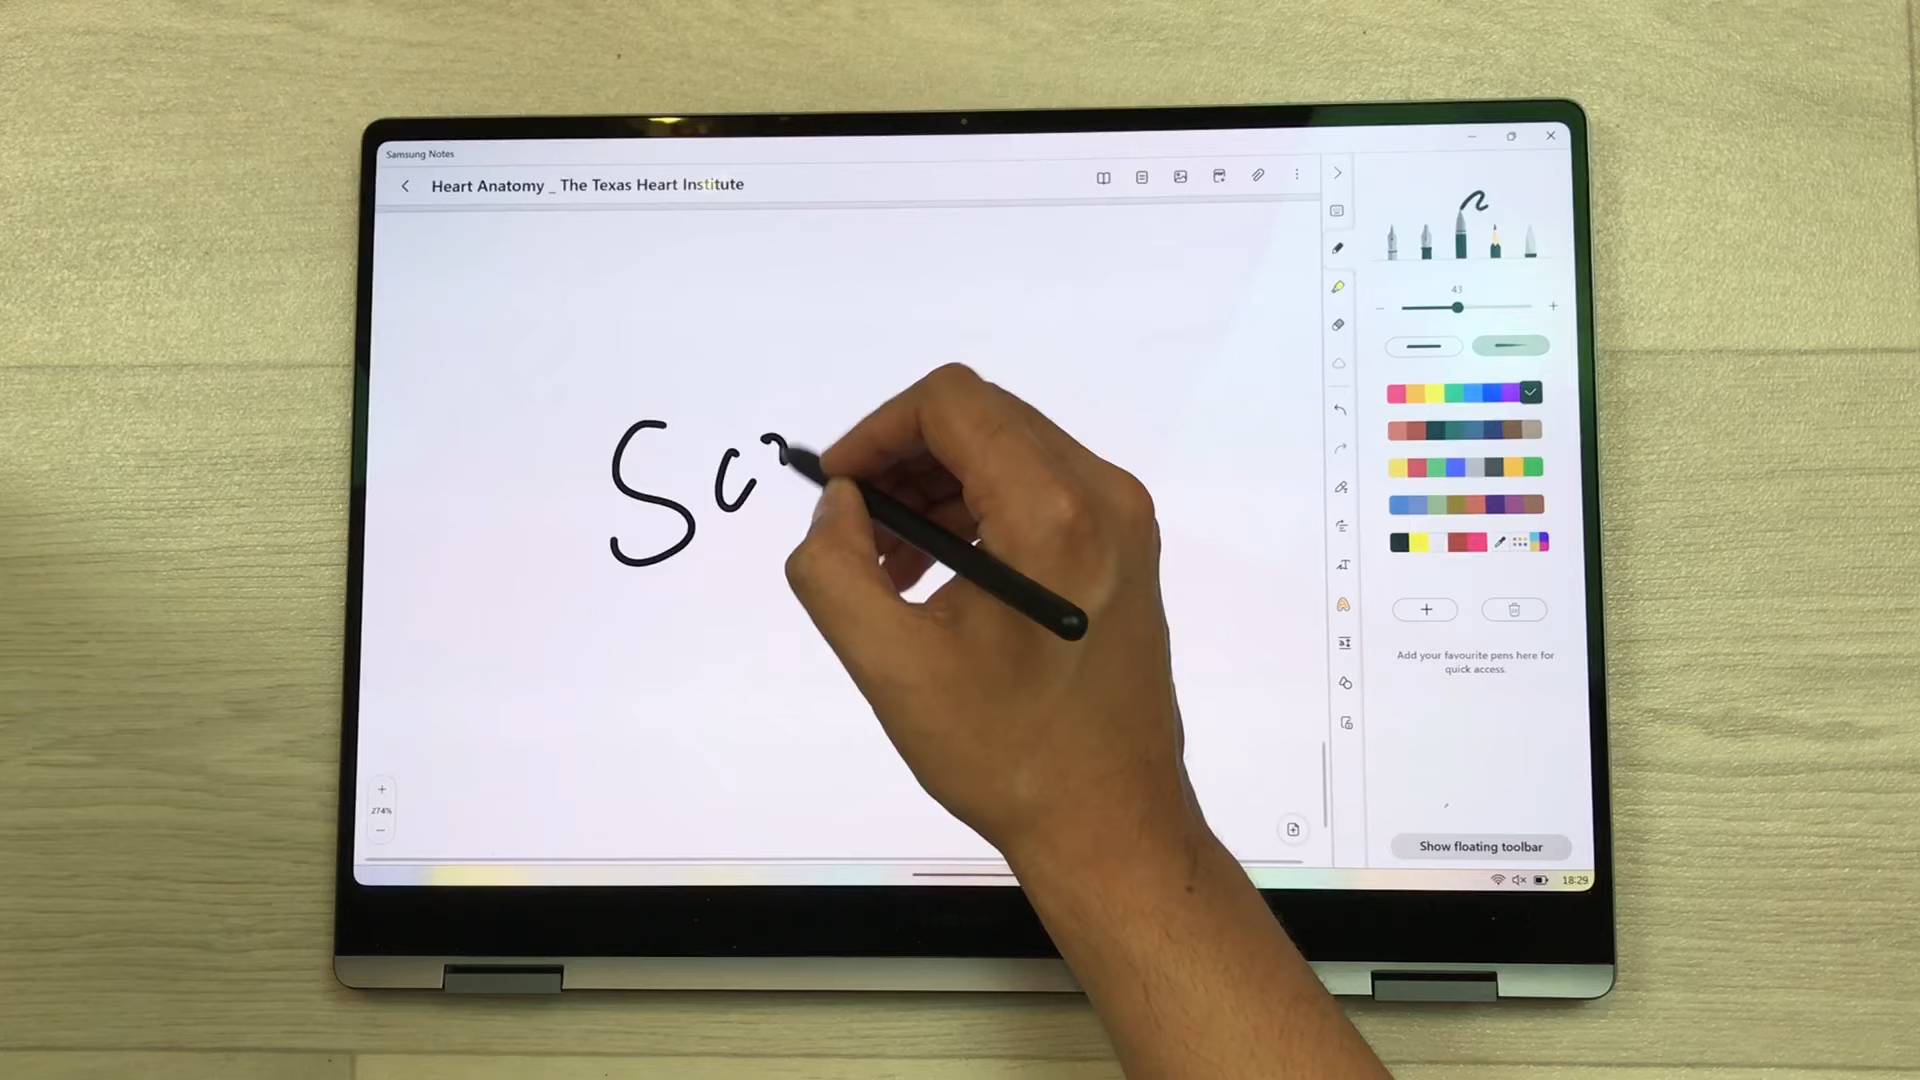 Samsung Notes
Heart Anatomy _ The Texas Heart Institute
43
274%
Add your favourite pens here for
quick access.
Show floating toolbar
18:29